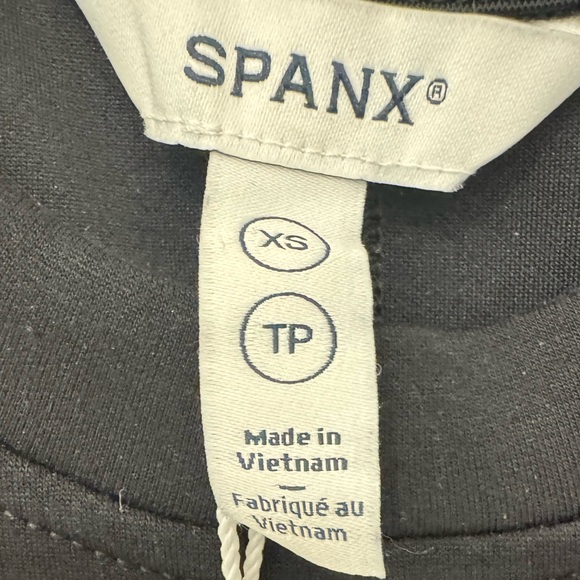 SPANX®
XS
TP
Made in
Vietnam
Fabriqué au
Vietnam